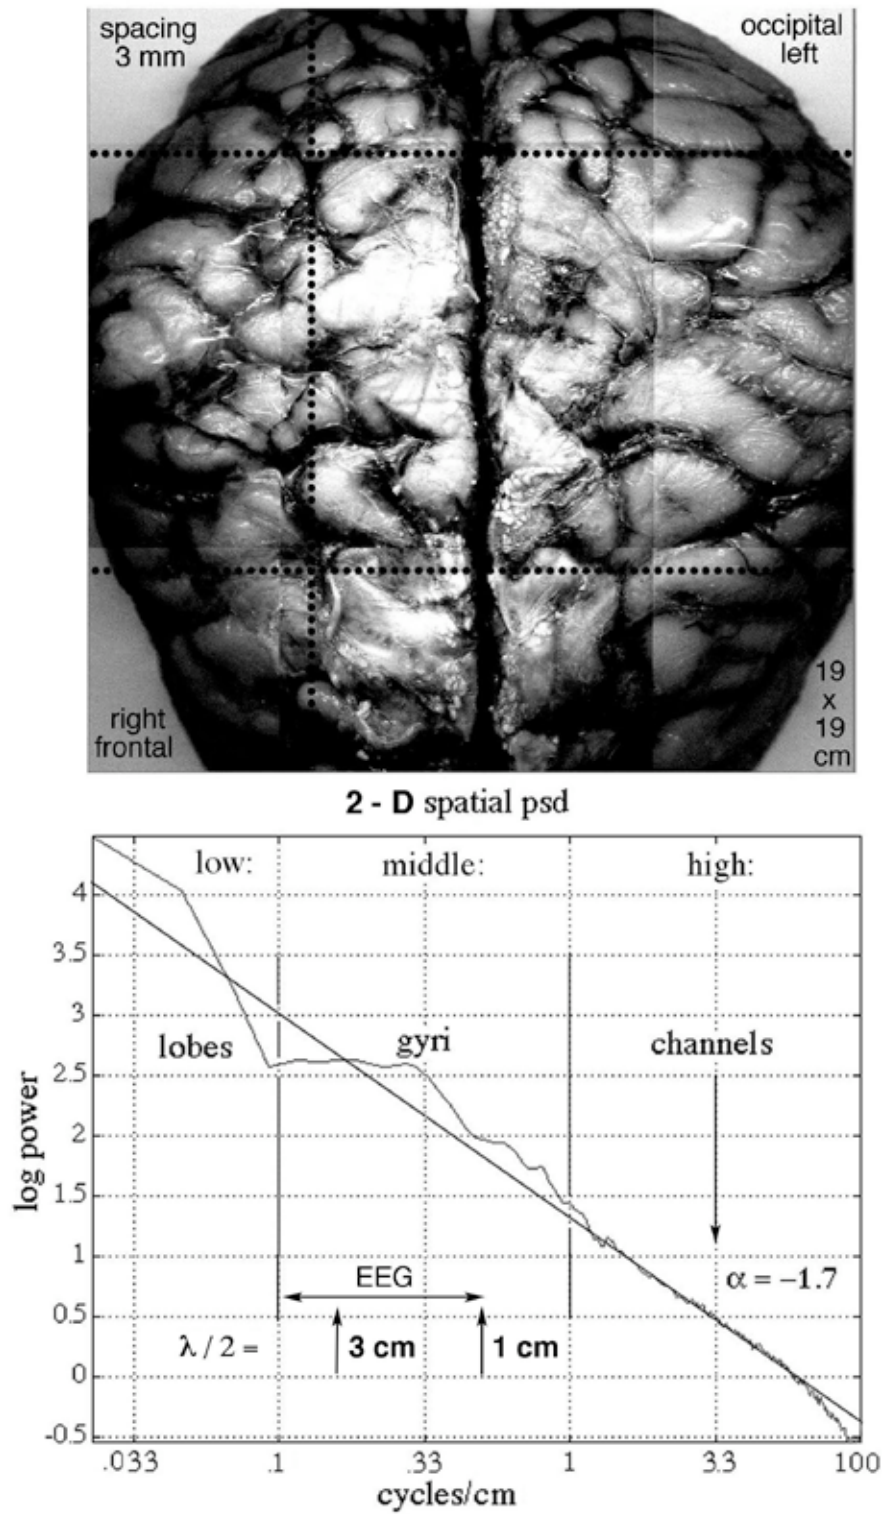 spacing
3 mm
occipital
left
right
frontal
19
x
19
cm
2 - D spatial psd
low: middle: high:
4
3.5
3
lobes gyri channels
2.5
2
1.5
1
α = −1.7
EEG
0.5
λ / 2 = 3 cm 1 cm
0
-0.5
log power
.033 .1 .33 1 3.3 100
cycles/cm